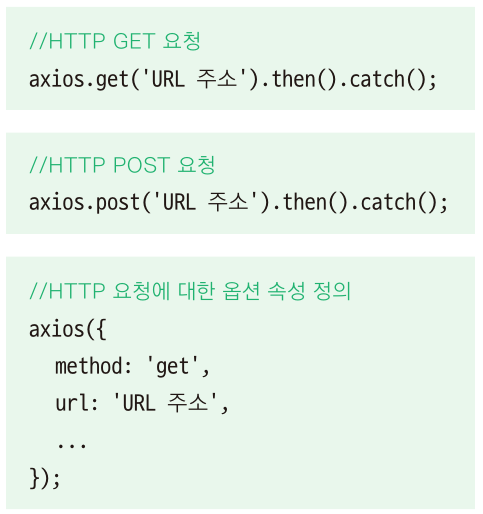 //HTTP GET 요청
axios.get('URL 주소').then().catch();
//HTTP POST 요청
axios.post('URL 주소').then().catch();
//HTTP 요청에 대한 옵션 속성 정의
axios({
method: 'get',
url: 'URL 주소',
...
});